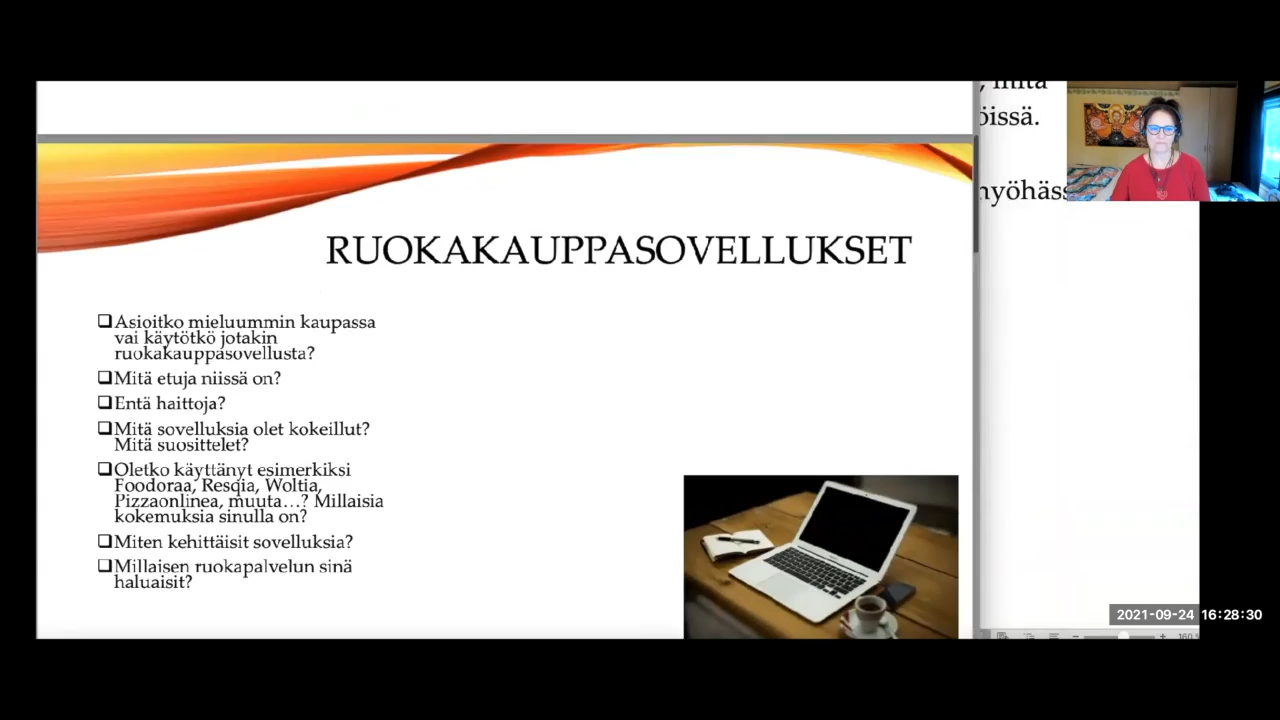 , mitä
öissä.
RUOKAKAUPPASOVELLUKSET
❑Asioitko mieluummin kaupassa
vai käytötkö jotakin
ruokakauppasovellusta?
❑Mitä etuja niissä on?
❑Entä haittoja?
❑Mitä sovelluksia olet kokeillut?
Mitä suosittelet?
❑Oletko käyttänyt esimerkiksi
Foodoraa, Resqia, Woltia,
Pizzaonlinea, muuta…? Millaisia
kokemuksia sinulla on?
❑Miten kehittäisit sovelluksia?
❑Millaisen ruokapalvelun sinä
haluaisit?
2021-09-24 16:28:30